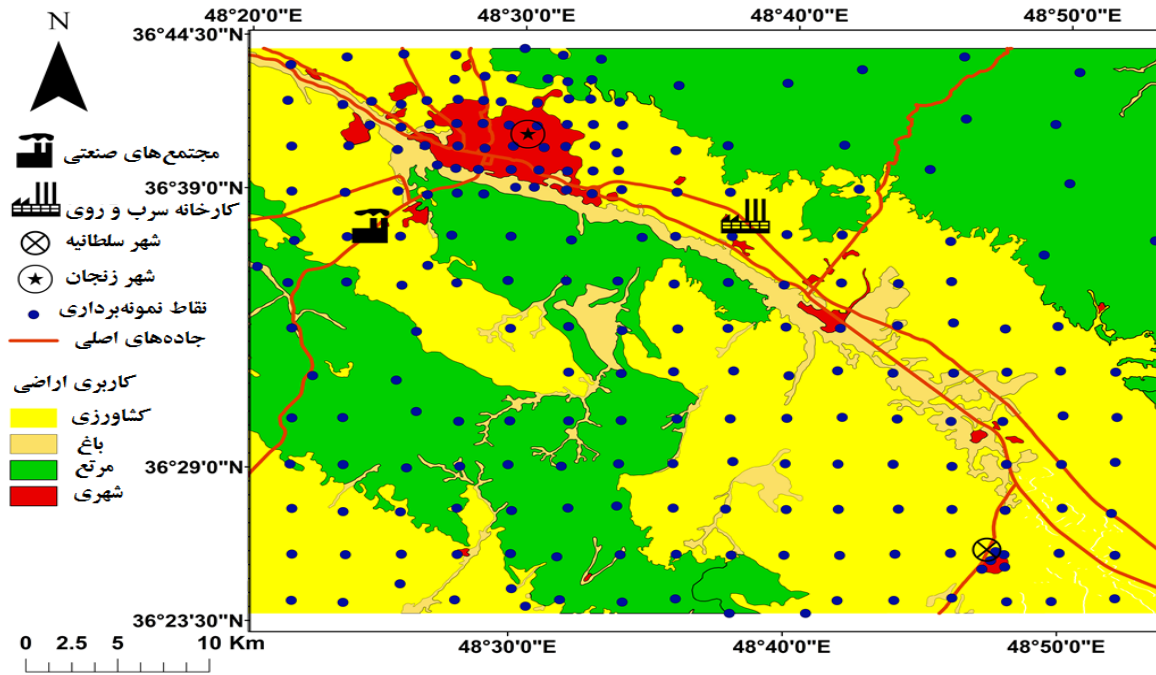 48°20'0"E 48°30'0"E 48°40'0"E 48°50'0"E
36°44'30"N
N
مجتمع‌های صنعتی
36°39'0"N
کارخانه سرب و روی
شهر سلطانیه
شهر زنجان
نقاط نمونه‌برداری
جاده‌های اصلی
کاربری اراضی
کشاورزی
باغ
مرتع
36°29'0"N
شهری
36°23'30"N
0 2.5 5 10 Km
48°30'0"E 48°40'0"E 48°50'0"E